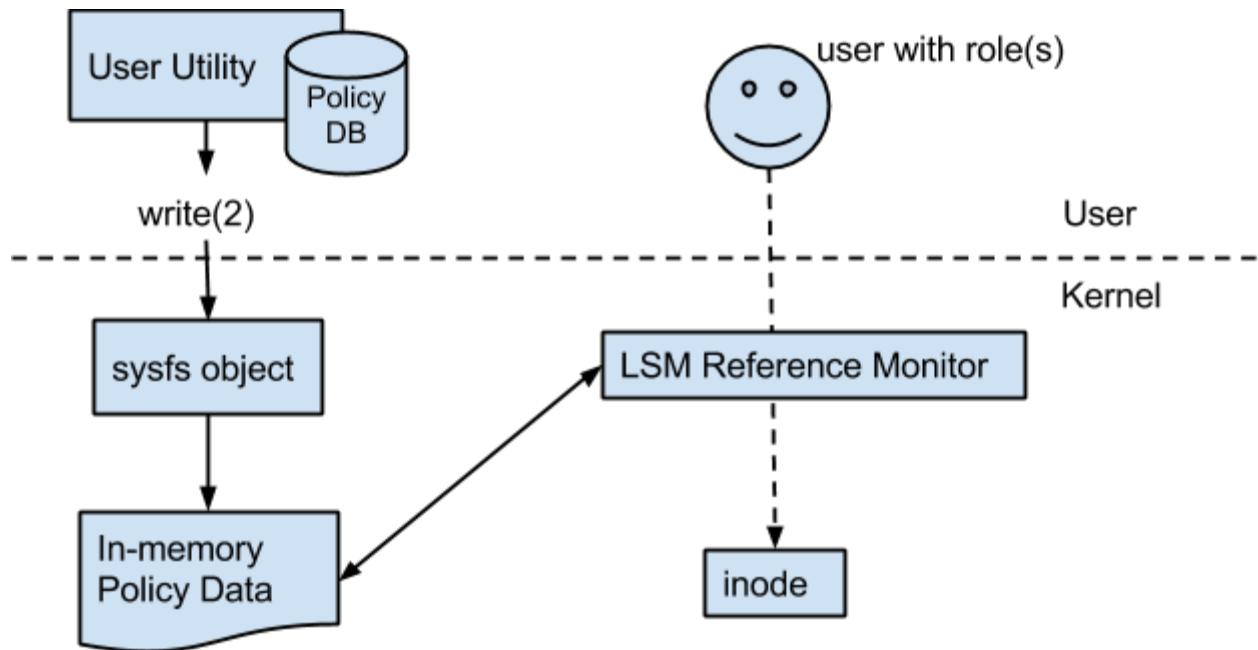 User Utility
Policy
DB
user with role(s)
write(2)
User
Kernel
sysfs object
LSM Reference Monitor
In-memory
Policy Data
inode